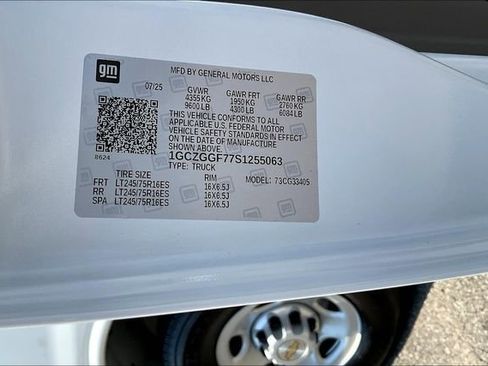 gm
MFD BY GENERAL MOTORS LLC
07/25 GVWR GAWR FRT GAWR RR
4355 KG 1950 KG 2760 KG
9600 LB 4300 LB 6084 LB
THIS VEHICLE CONFORMS TO ALL
APPLICABLE U.S. FEDERAL MOTOR
VEHICLE SAFETY STANDARDS IN EFFECT
ON THE DATE OF MANUFACTURE
SHOWN ABOVE.
8624
1GCZGGF77S1255063
TYPE: TRUCK MODEL: 73CG33405
TIRE SIZE RIM
FRT LT245/75R16ES 16X6.5J
RR LT245/75R16ES 16X6.5J
SPA LT245/75R16ES 16X6.5J